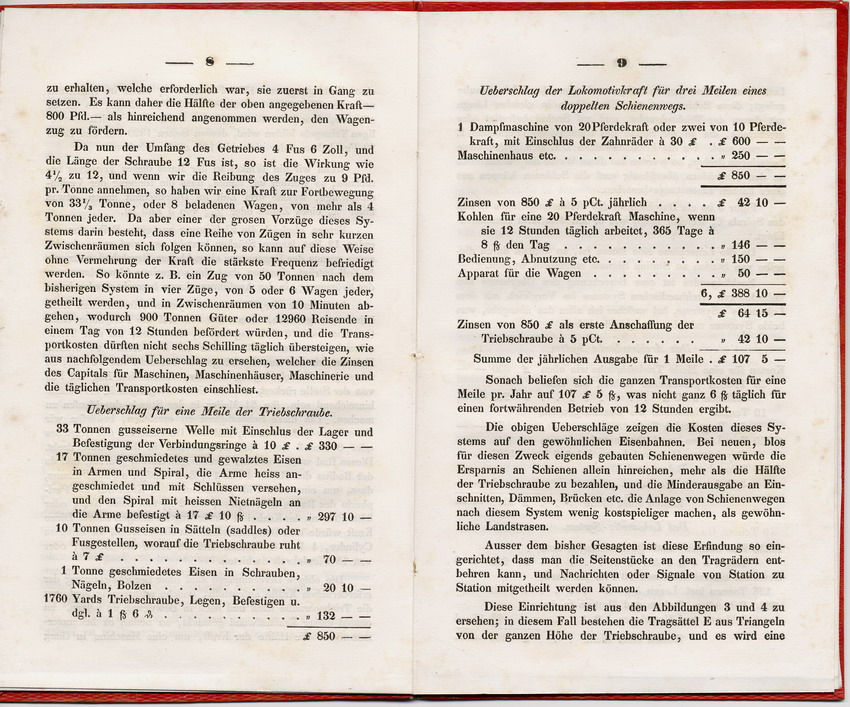 — 8 —
zu erhalten, welche erforderlich war, sie zuerst in Gang zu
setzen. Es kann daher die Hälfte der oben angegebenen Kraft—
800 Pfd.— als hinreichend angenommen werden, den Wagen-
zug zu fördern.
Da nun der Umfang des Getriebes 4 Fus 6 Zoll, und
die Länge der Schraube 12 Fus ist, so ist die Wirkung wie
4½ zu 12, und wenn wir die Reibung des Zuges zu 9 Pfd.
pr. Tonne annehmen, so haben wir eine Kraft zur Fortbewegung
von 33⅓ Tonne, oder 8 beladenen Wagen, von mehr als 4
Tonnen jeder. Da aber einer der grosen Vorzüge dieses Sy-
stems darin besteht, dass eine Reihe von Zügen in sehr kurzen
Zwischenräumen sich folgen können, so kann auf diese Weise
ohne Vermehrung der Kraft die stärkste Frequenz befriedigt
werden. So könnte z. B. ein Zug von 50 Tonnen nach dem
bisherigen System in vier Züge, von 5 oder 6 Wagen jeder,
getheilt werden, und in Zwischenräumen von 10 Minuten ab-
gehen, wodurch 900 Tonnen Güter oder 12960 Reisende in
einem Tag von 12 Stunden befördert würden, und die Trans-
portkosten dürften nicht sechs Schilling täglich übersteigen, wie
aus nachfolgendem Ueberschlag zu ersehen, welcher die Zinsen
des Capitals für Maschinen, Maschinenhäuser, Maschinerie und
die täglichen Transportkosten einschliest.
Ueberschlag für eine Meile der Triebschraube.
33 Tonnen gusseiserne Welle mit Einschlus der Lager und
Befestigung der Verbindungsringe à 10 £ . £ 330 — —
17 Tonnen geschmiedetes und gewalztes Eisen
in Armen und Spiral, die Arme heiss an-
geschmiedet und mit Schlüssen versehen,
und den Spiral mit heissen Nietnägeln an
die Arme befestigt à 17 £ 10 ß . . . . „ 297 10 —
10 Tonnen Gusseisen in Sätteln (saddles) oder
Fusgestellen, worauf die Triebschraube ruht
à 7 £ . . . . . . . . . . . „ 70 — —
1 Tonne geschmiedetes Eisen in Schrauben,
Nägeln, Bolzen . . . . . . . . . „ 20 10 —
1760 Yards Triebschraube, Legen, Befestigen u.
dgl. à 1 ß 6 ₰ . . . . . . . . . „ 132 — —
£ 850 — —
— 9 —
Ueberschlag der Lokomotivkraft für drei Meilen eines
doppelten Schienenwegs.
1 Dampfmaschine von 20 Pferdekraft oder zwei von 10 Pferde-
kraft, mit Einschlus der Zahnräder à 30 £ . £ 600 — —
Maschinenhaus etc. . . . . . . . . . . . . „ 250 — —
£ 850 — —
Zinsen von 850 £ à 5 pCt. jährlich . . . . £ 42 10 —
Kohlen für eine 20 Pferdekraft Maschine, wenn
sie 12 Stunden täglich arbeitet, 365 Tage à
8 ß den Tag . . . . . . . . . . . „ 146 — —
Bedienung, Abnutzung etc. . . . . . . . . . „ 150 — —
Apparat für die Wagen . . . . . . . . . „ 50 — —
6, £ 388 10 —
£ 64 15 —
Zinsen von 850 £ als erste Anschaffung der
Triebschraube à 5 pCt. . . . . . . „ 42 10 —
Summe der jährlichen Ausgabe für 1 Meile . £ 107 5 —
Sonach beliefen sich die ganzen Transportkosten für eine
Meile pr. Jahr auf 107 £ 5 ß, was nicht ganz 6 ß täglich für
einen fortwährenden Betrieb von 12 Stunden ergibt.
Die obigen Ueberschläge zeigen die Kosten dieses Sy-
stems auf den gewöhnlichen Eisenbahnen. Bei neuen, blos
für diesen Zweck eigends gebauten Schienenwegen würde die
Ersparnis an Schienen allein hinreichen, mehr als die Hälfte
der Triebschraube zu bezahlen, und die Minderausgabe an Ein-
schnitten, Dämmen, Brücken etc. die Anlage von Schienenwegen
nach diesem System wenig kostspieliger machen, als gewöhn-
liche Landstrasen.
Ausser dem bisher Gesagten ist diese Erfindung so ein-
gerichtet, dass man die Seitenstücke an den Tragrädern ent-
behren kann, und Nachrichten oder Signale von Station zu
Station mitgetheilt werden können.
Diese Einrichtung ist aus den Abbildungen 3 und 4 zu
ersehen; in diesem Fall bestehen die Tragsättel E aus Triangeln
von der ganzen Höhe der Triebschraube, und es wird eine